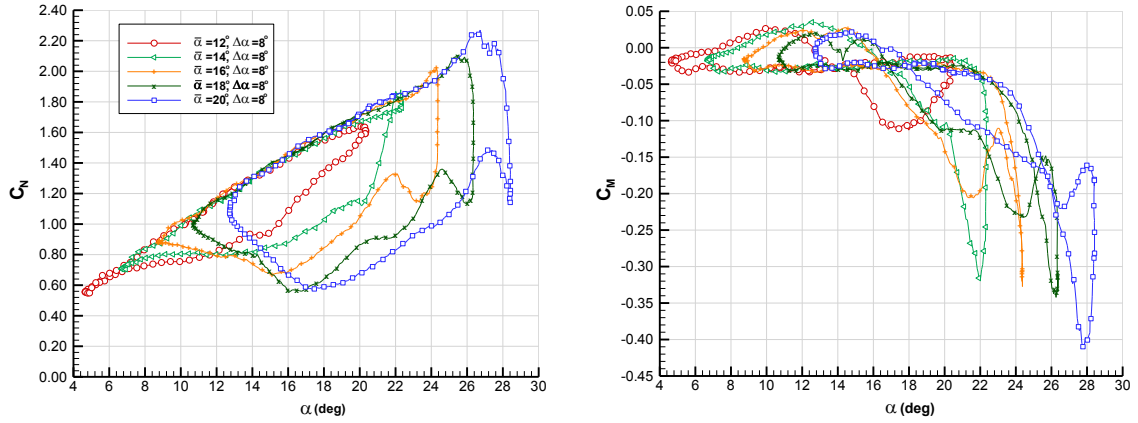 2.40
2.20
2.00
1.80
1.60
1.40
1.20
1.00
0.80
0.60
0.40
0.20
0.00
C_N
ᾱ =12°, Δα =8°
ᾱ =14°, Δα =8°
ᾱ =16°, Δα =8°
ᾱ =18°, Δα =8°
ᾱ =20°, Δα =8°
4 6 8 10 12 14 16 18 20 22 24 26 28 30
α (deg)
0.05
0.00
-0.05
-0.10
-0.15
-0.20
-0.25
-0.30
-0.35
-0.40
-0.45
C_M
4 6 8 10 12 14 16 18 20 22 24 26 28 30
α (deg)